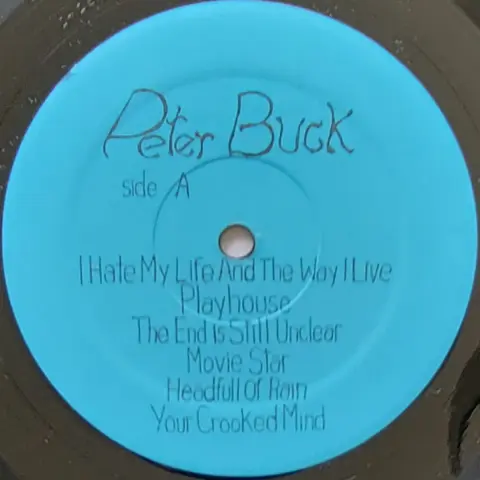 Peter Buck
side A
I Hate My Life And The Way I Live
Playhouse
The End Is Still Unclear
Movie Star
Headfull Of Rain
Your Crooked Mind